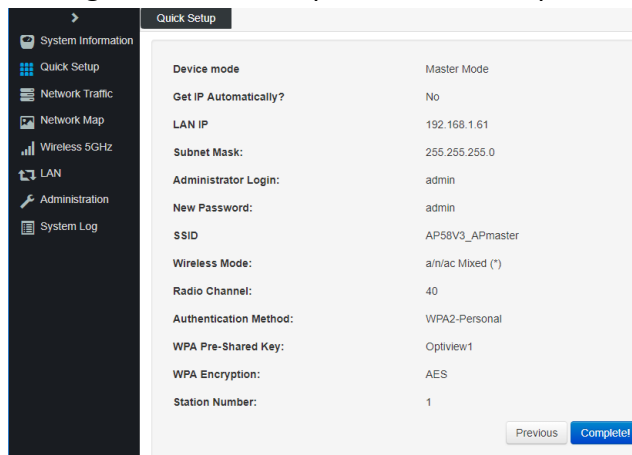 Quick Setup
System Information
Quick Setup
Network Traffic
Network Map
Wireless 5GHz
LAN
Administration
System Log
Device mode Master Mode
Get IP Automatically? No
LAN IP 192.168.1.61
Subnet Mask: 255.255.255.0
Administrator Login: admin
New Password: admin
SSID AP58V3_APmaster
Wireless Mode: a/n/ac Mixed (*)
Radio Channel: 40
Authentication Method: WPA2-Personal
WPA Pre-Shared Key: Optiview1
WPA Encryption: AES
Station Number: 1
Previous Complete!